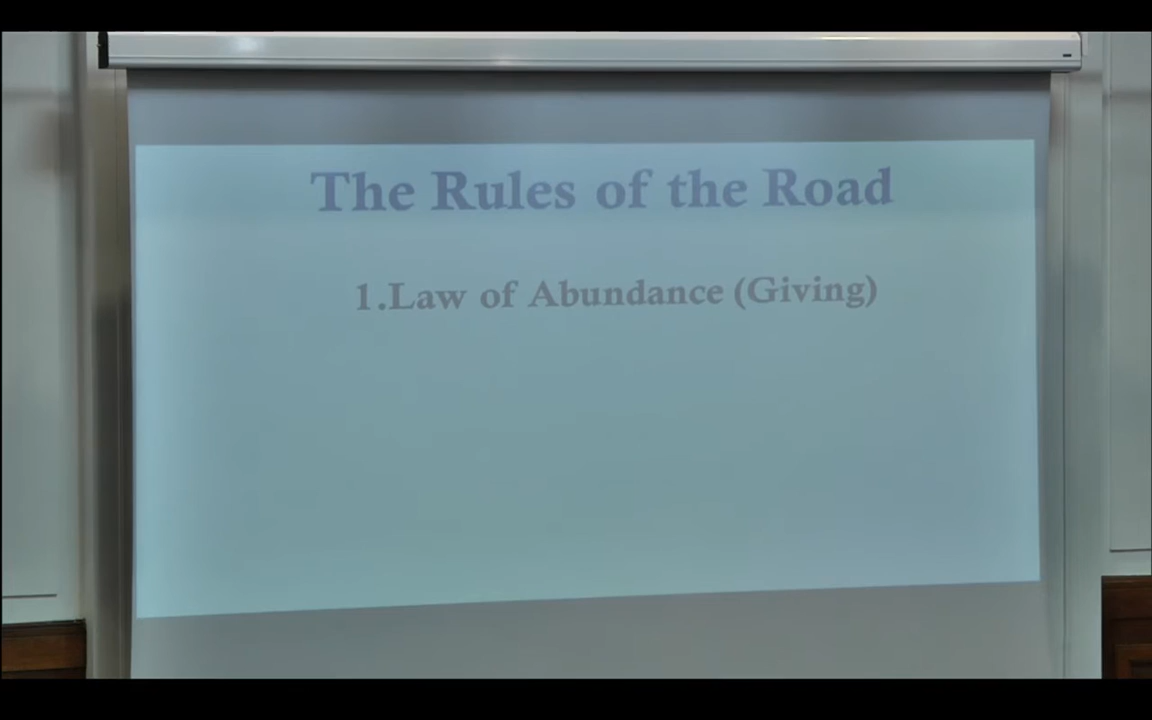 The Rules of the Road
1.Law of Abundance (Giving)